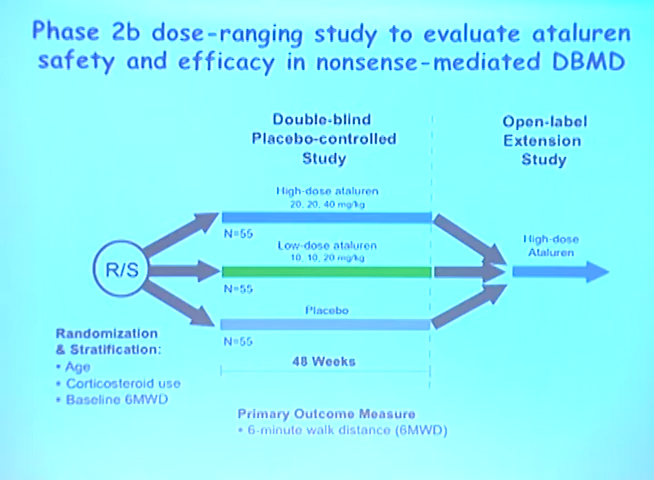 Phase 2b dose-ranging study to evaluate ataluren
safety and efficacy in nonsense-mediated DBMD
Double-blind
Placebo-controlled
Study
Open-label
Extension
Study
High-dose ataluren
20, 20, 40 mg/kg
N=55
Low-dose ataluren
10, 10, 20 mg/kg
N=55
Placebo
N=55
R/S
High-dose
Ataluren
48 Weeks
Randomization
& Stratification:
• Age
• Corticosteroid use
• Baseline 6MWD
Primary Outcome Measure
• 6-minute walk distance (6MWD)